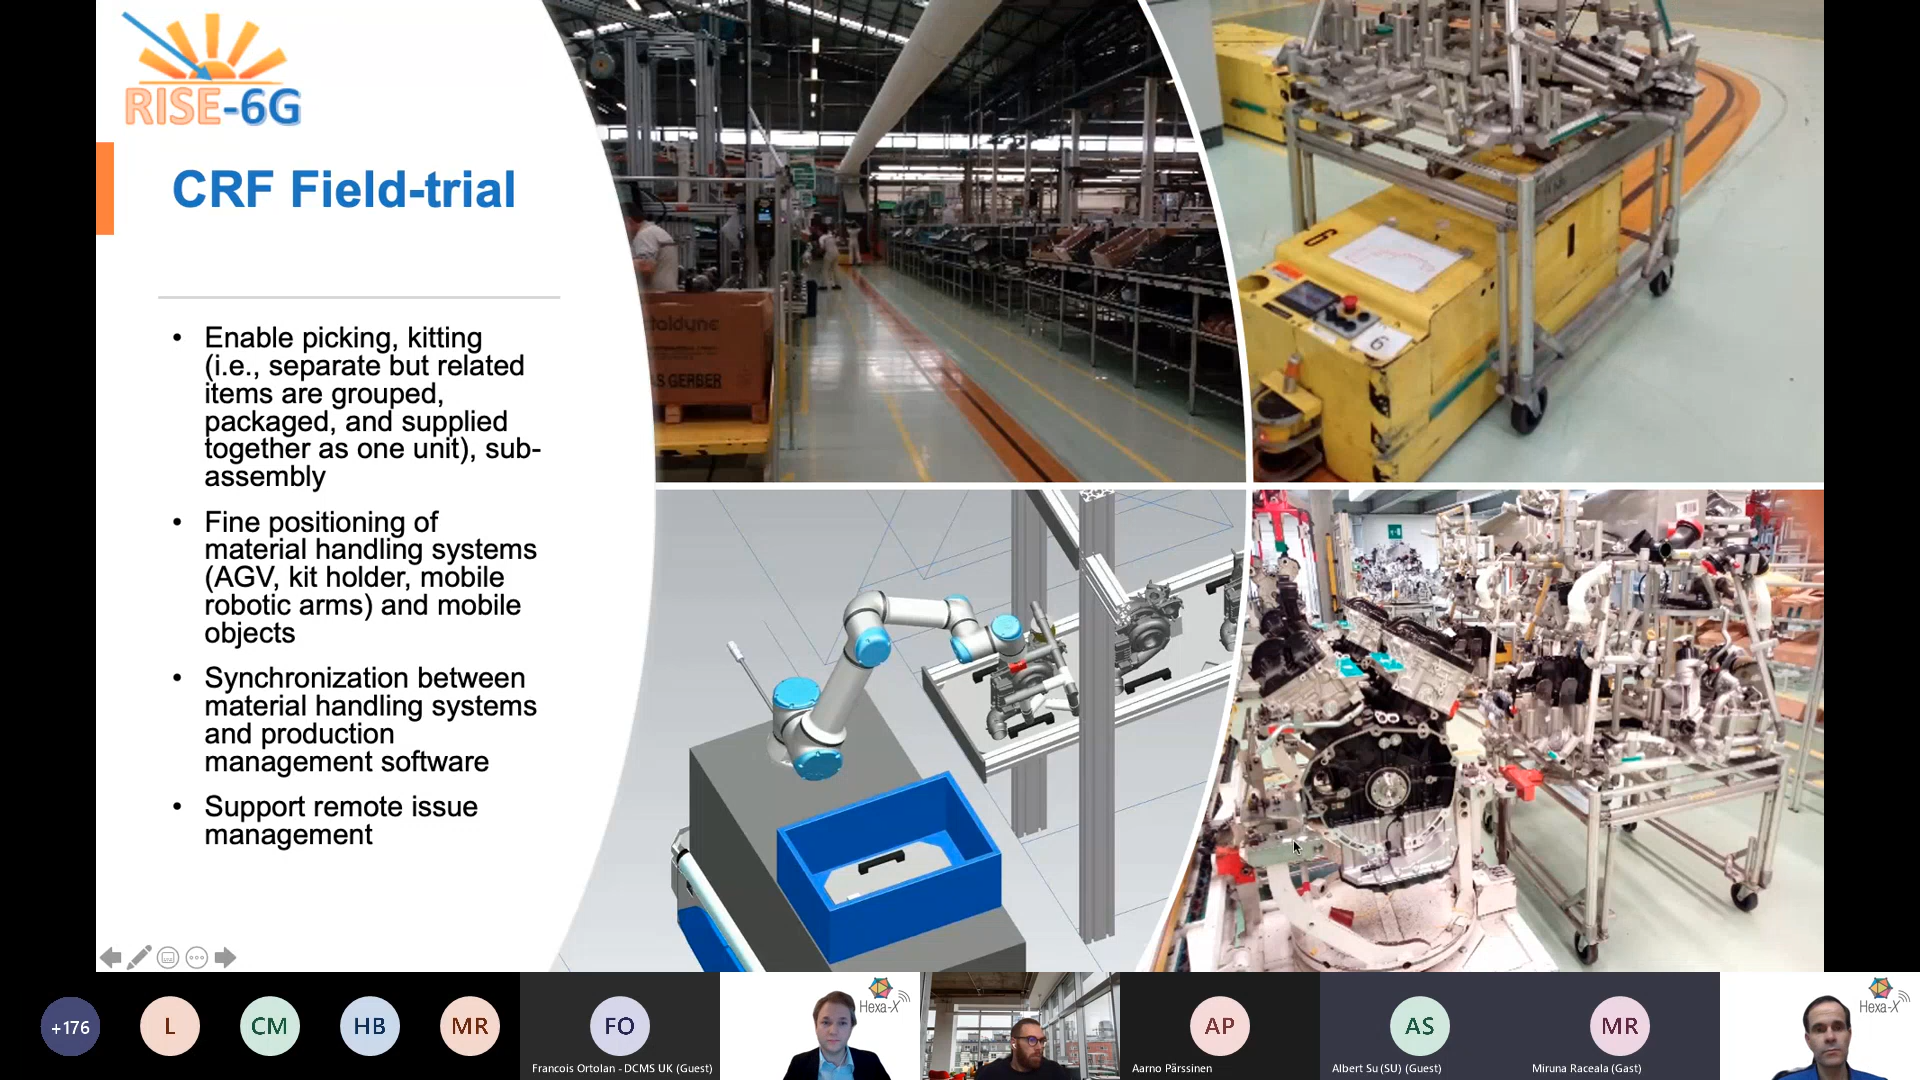 RISE-6G
CRF Field-trial
• Enable picking, kitting
(i.e., separate but related
items are grouped,
packaged, and supplied
together as one unit), sub-
assembly
• Fine positioning of
material handling systems
(AGV, kit holder, mobile
robotic arms) and mobile
objects
• Synchronization between
material handling systems
and production
management software
• Support remote issue
management
GERBER
6
6
+176
L
CM
HB
MR
FO
Francois Ortolan - DCMS UK (Guest)
Hexa-X
AP
Aarno Pärssinen
AS
Albert Su (SU) (Guest)
MR
Miruna Raceala (Gast)
Hexa-X